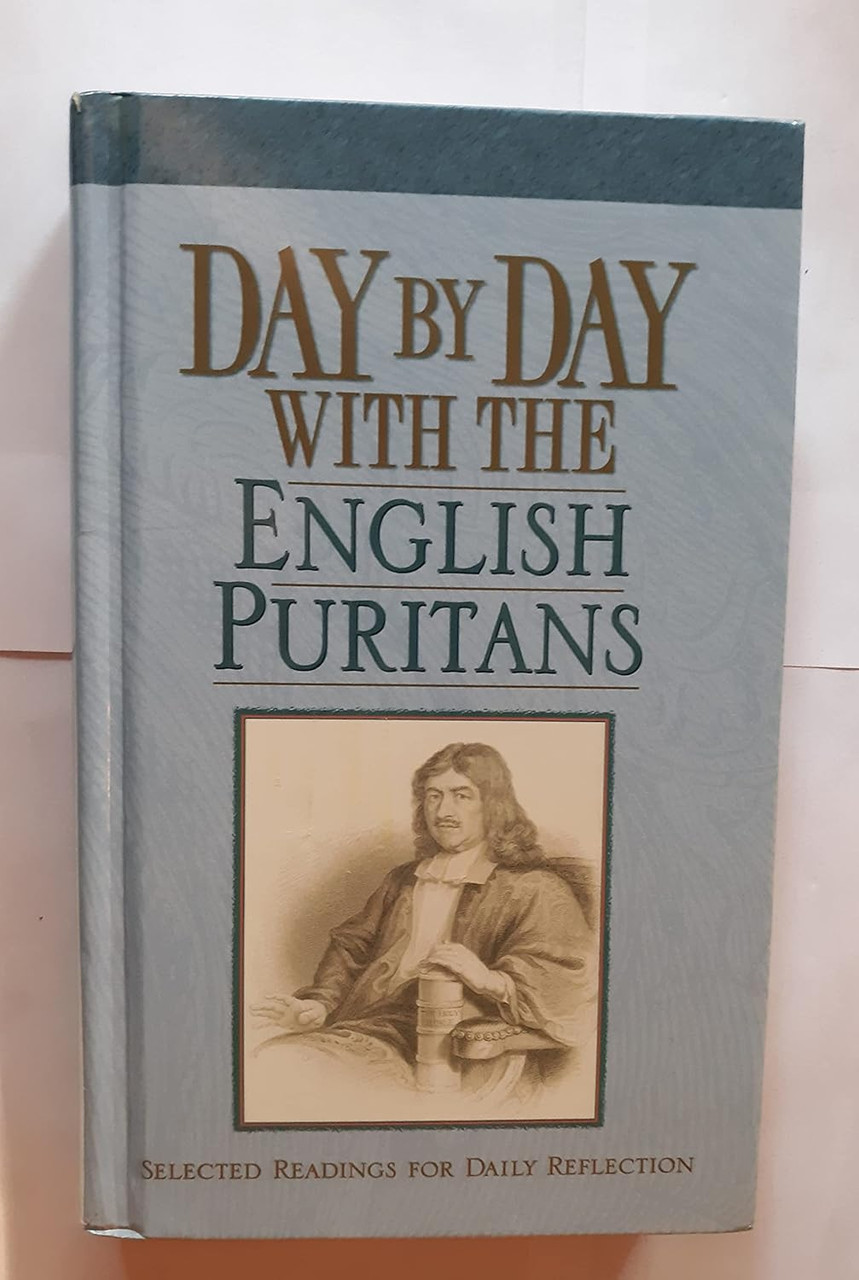 DAY BY DAY
WITH THE
ENGLISH
PURITANS
SELECTED READINGS FOR DAILY REFLECTION